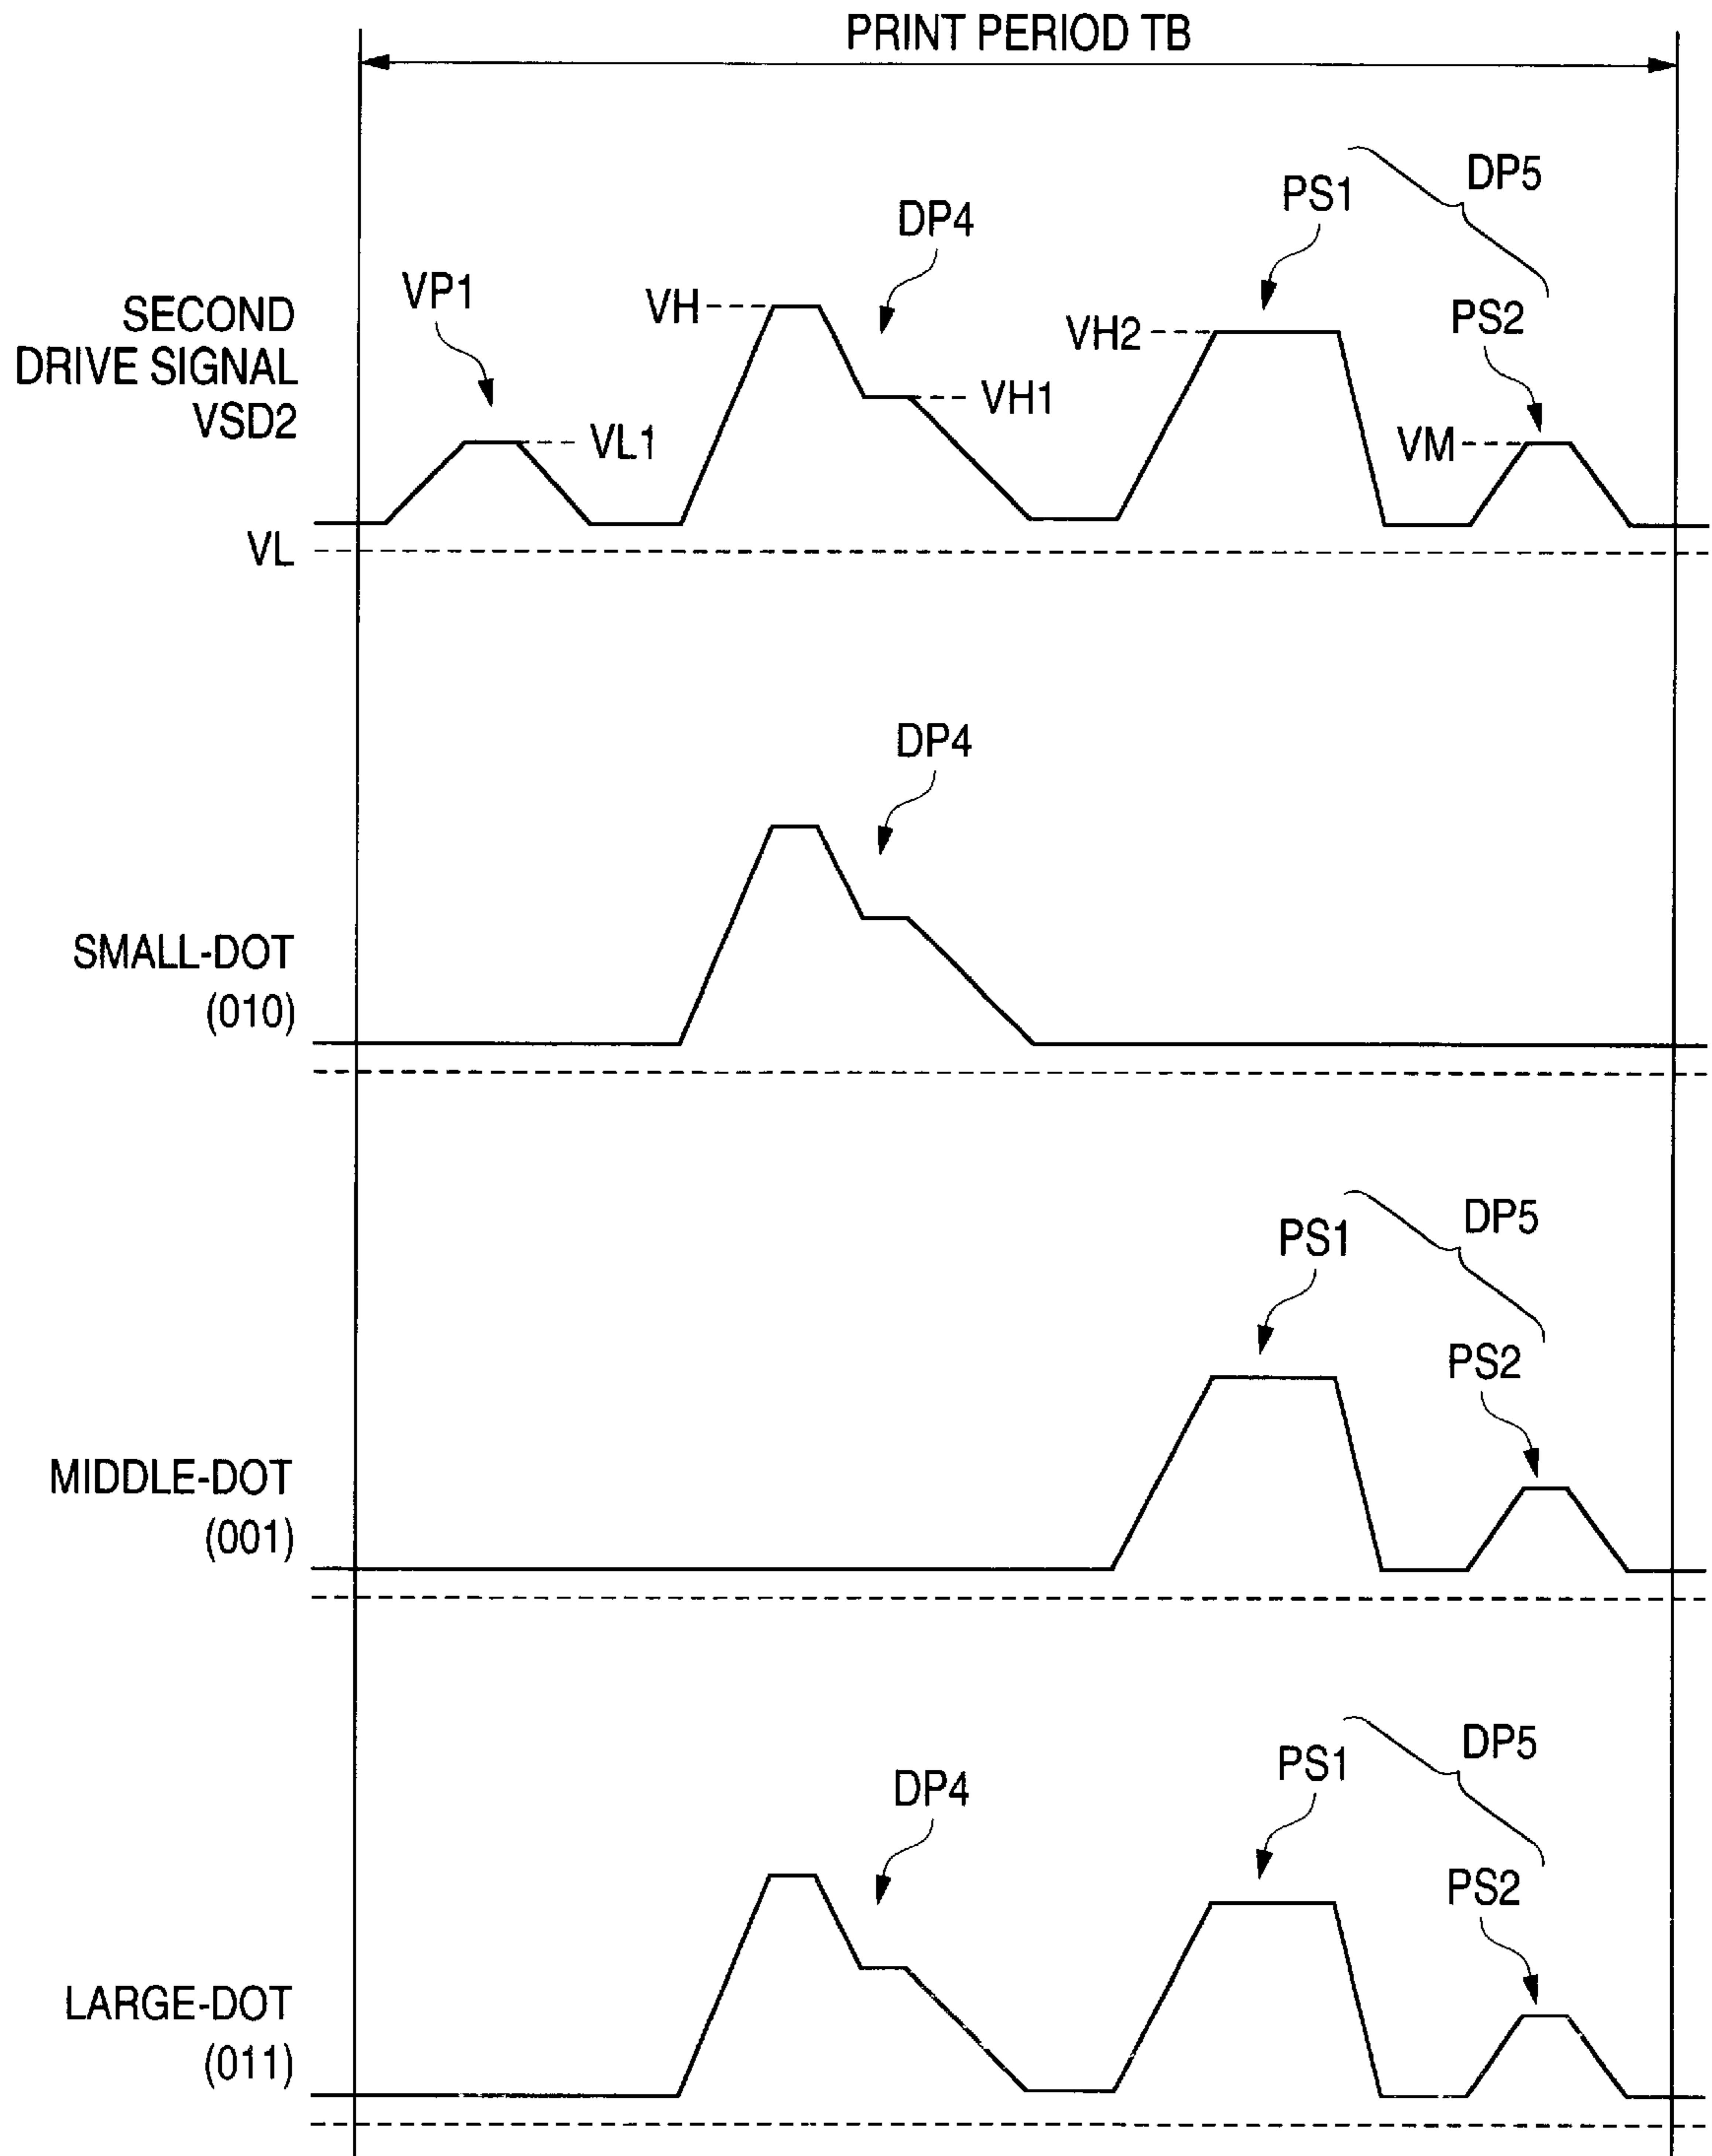 PRINT PERIOD TB
DP5
PS1
DP4
VP1
VH
PS2
SECOND
DRIVE SIGNAL
VSD2
VH2
VH1
VL1
VM
VL
DP4
SMALL-DOT
(010)
DP5
PS1
PS2
MIDDLE-DOT
(001)
DP5
PS1
DP4
PS2
LARGE-DOT
(011)